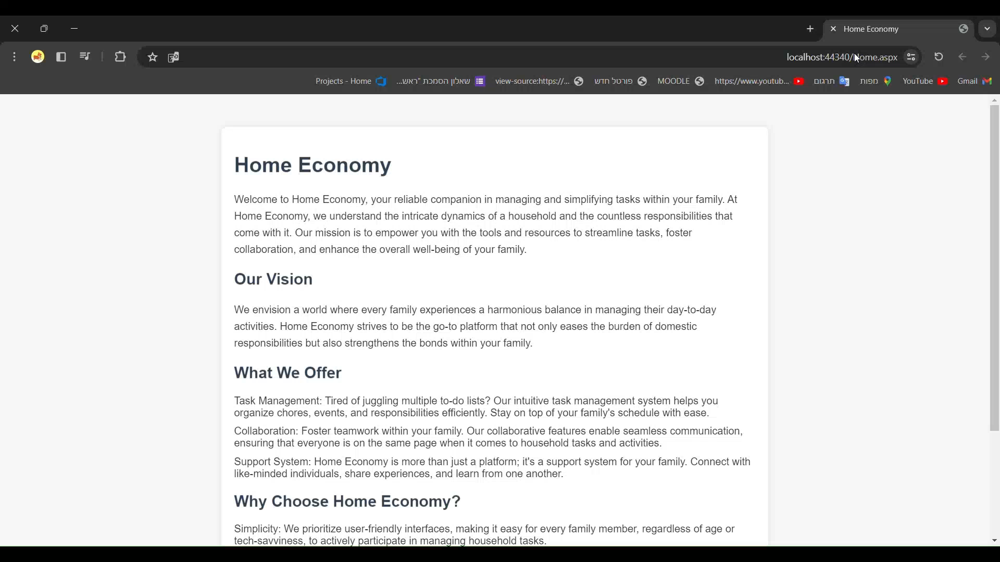 Home Economy
localhost:44340/Home.aspx
Projects - Home
שאלון הסמכת "ראש...
view-source:https://...
פורטל חדש
MOODLE
https://www.youtub...
תרגום
מפות
YouTube
Gmail
Home Economy
Welcome to Home Economy, your reliable companion in managing and simplifying tasks within your family. At
Home Economy, we understand the intricate dynamics of a household and the countless responsibilities that
come with it. Our mission is to empower you with the tools and resources to streamline tasks, foster
collaboration, and enhance the overall well-being of your family.
Our Vision
We envision a world where every family experiences a harmonious balance in managing their day-to-day
activities. Home Economy strives to be the go-to platform that not only eases the burden of domestic
responsibilities but also strengthens the bonds within your family.
What We Offer
Task Management: Tired of juggling multiple to-do lists? Our intuitive task management system helps you
organize chores, events, and responsibilities efficiently. Stay on top of your family's schedule with ease.
Collaboration: Foster teamwork within your family. Our collaborative features enable seamless communication,
ensuring that everyone is on the same page when it comes to household tasks and activities.
Support System: Home Economy is more than just a platform; it's a support system for your family. Connect with
like-minded individuals, share experiences, and learn from one another.
Why Choose Home Economy?
Simplicity: We prioritize user-friendly interfaces, making it easy for every family member, regardless of age or
tech-savviness, to actively participate in managing household tasks.